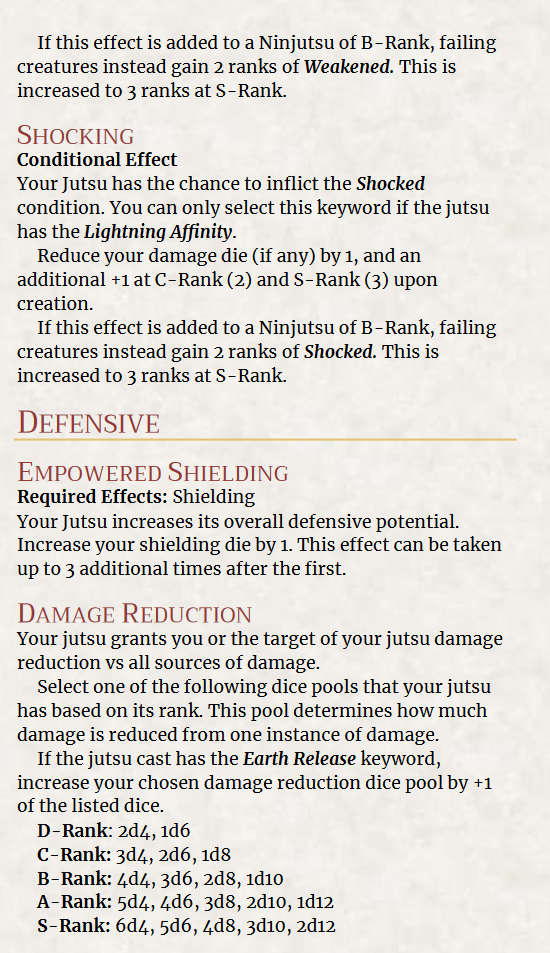 If this effect is added to a Ninjutsu of B-Rank, failing
creatures instead gain 2 ranks of Weakened. This is
increased to 3 ranks at S-Rank.
Shocking
Conditional Effect
Your Jutsu has the chance to inflict the Shocked
condition. You can only select this keyword if the jutsu
has the Lightning Affinity.
Reduce your damage die (if any) by 1, and an
additional +1 at C-Rank (2) and S-Rank (3) upon
creation.
If this effect is added to a Ninjutsu of B-Rank, failing
creatures instead gain 2 ranks of Shocked. This is
increased to 3 ranks at S-Rank.
Defensive
Empowered Shielding
Required Effects: Shielding
Your Jutsu increases its overall defensive potential.
Increase your shielding die by 1. This effect can be taken
up to 3 additional times after the first.
Damage Reduction
Your jutsu grants you or the target of your jutsu damage
reduction vs all sources of damage.
Select one of the following dice pools that your jutsu
has based on its rank. This pool determines how much
damage is reduced from one instance of damage.
If the jutsu cast has the Earth Release keyword,
increase your chosen damage reduction dice pool by +1
of the listed dice.
D-Rank: 2d4, 1d6
C-Rank: 3d4, 2d6, 1d8
B-Rank: 4d4, 3d6, 2d8, 1d10
A-Rank: 5d4, 4d6, 3d8, 2d10, 1d12
S-Rank: 6d4, 5d6, 4d8, 3d10, 2d12